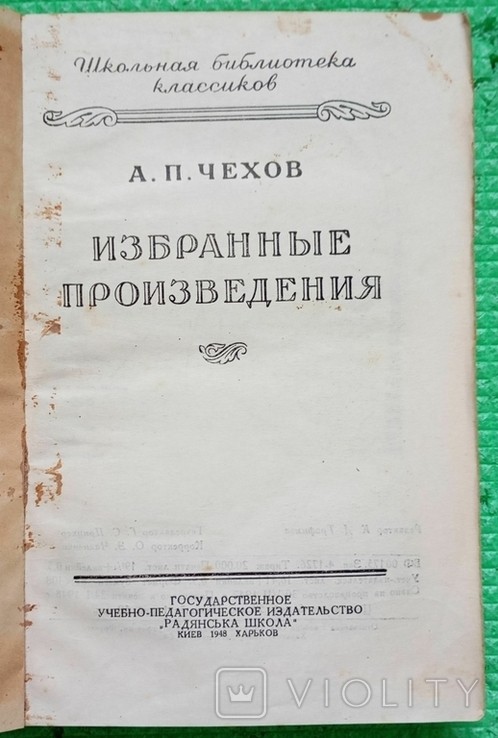 Школьная библиотека
классиков
А. П. ЧЕХОВ
ИЗБРАННЫЕ
ПРОИЗВЕДЕНИЯ
ГОСУДАРСТВЕННОЕ
УЧЕБНО-ПЕДАГОГИЧЕСКОЕ ИЗДАТЕЛЬСТВО
"РАДЯНСЬКА ШКОЛА"
КИЕВ 1948 ХАРЬКОВ
VIOLITY